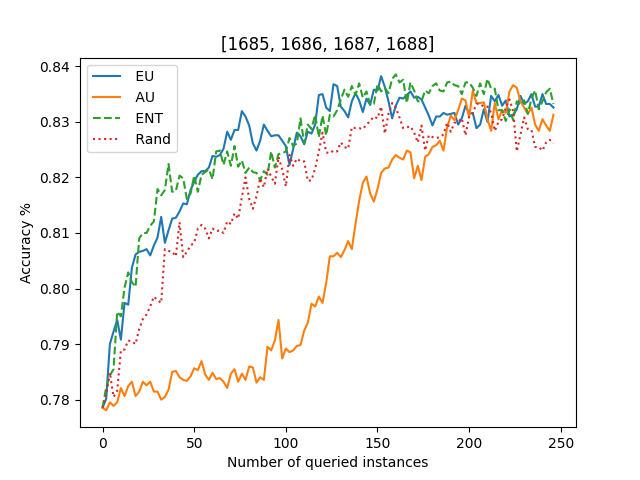 [1685, 1686, 1687, 1688]
EU
AU
ENT
Rand
Accuracy %
0.84
0.83
0.82
0.81
0.80
0.79
0.78
0 50 100 150 200 250
Number of queried instances